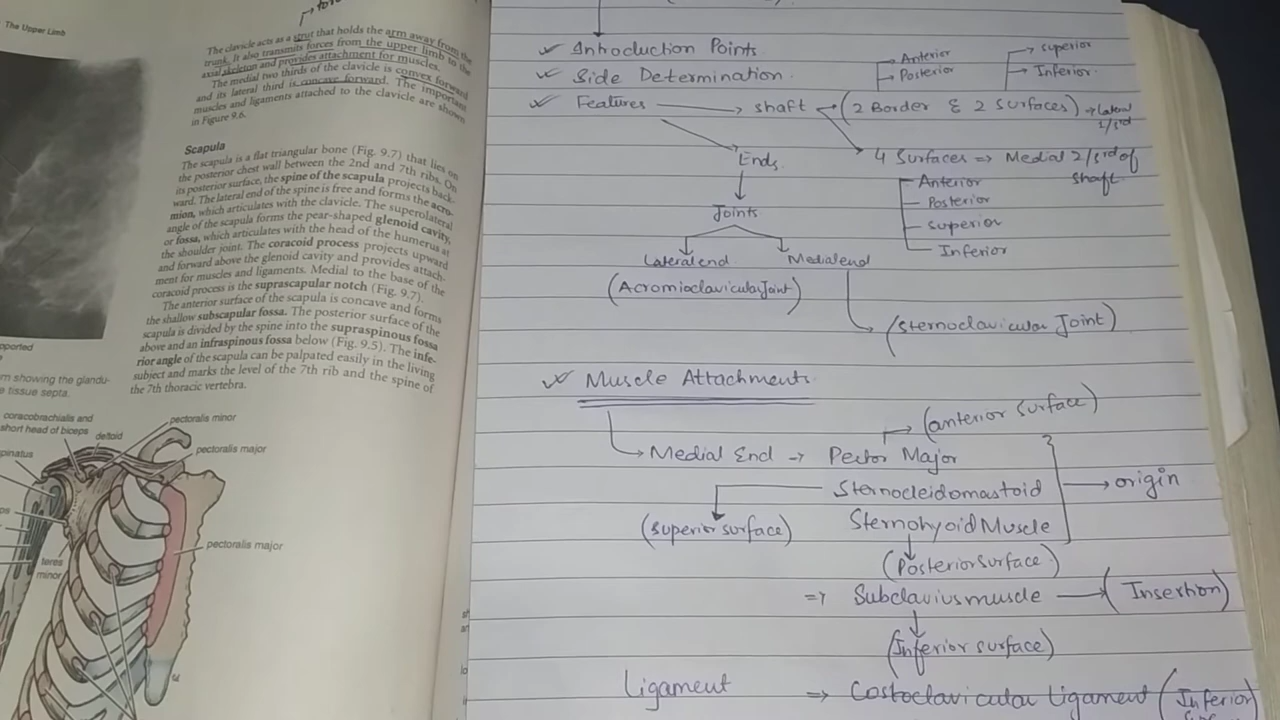 The Upper Limb
The clavicle acts as a strut that holds the arm away from the
trunk. It also transmits forces from the upper limb to the
axial skeleton and provides attachment for muscles.
The medial two thirds of the clavicle is convex forward
and its lateral third is concave forward. The important
muscles and ligaments attached to the clavicle are shown
in Figure 9.6.
Scapula
The scapula is a flat triangular bone (Fig. 9.7) that lies on
the posterior chest wall between the 2nd and 7th ribs. On
its posterior surface, the spine of the scapula projects back-
ward. The lateral end of the spine is free and forms the acro-
mion, which articulates with the clavicle. The superolateral
angle of the scapula forms the pear-shaped glenoid cavity,
or fossa, which articulates with the head of the humerus at
the shoulder joint. The coracoid process projects upward
and forward above the glenoid cavity and provides attach-
ment for muscles and ligaments. Medial to the base of the
coracoid process is the suprascapular notch (Fig. 9.7).
The anterior surface of the scapula is concave and forms
the shallow subscapular fossa. The posterior surface of the
scapula is divided by the spine into the supraspinous fossa
above and an infraspinous fossa below (Fig. 9.5). The infe-
rior angle of the scapula can be palpated easily in the living
subject and marks the level of the 7th rib and the spine of
the 7th thoracic vertebra.
pported
m showing the glandu-
e tissue septa.
coracobrachialis and
short head of biceps
deltoid
pectoralis minor
pectoralis major
spinatus
ps
teres
minor
pectoralis major
Introduction Points
Side Determination
Anterior
Posterior
superior
Inferior
Features → shaft (2 Border & 2 Surfaces) → Lateral
1/3rd
Ends
4 Surfaces => Medial 2/3rd of
shaft
Anterior
Posterior
superior
Inferior
Joints
Lateral end Medial end
(Acromioclavicular Joint)
(Sternoclavicular Joint)
Muscle Attachments
(anterior surface)
Medial End → Pector Major
Sternocleidomastoid → origin
(superior surface) Sternohyoid Muscle
(Posterior surface)
=> Subclavius muscle → (Insertion)
(Inferior surface)
Ligament => Costoclavicular Ligament (Inferior